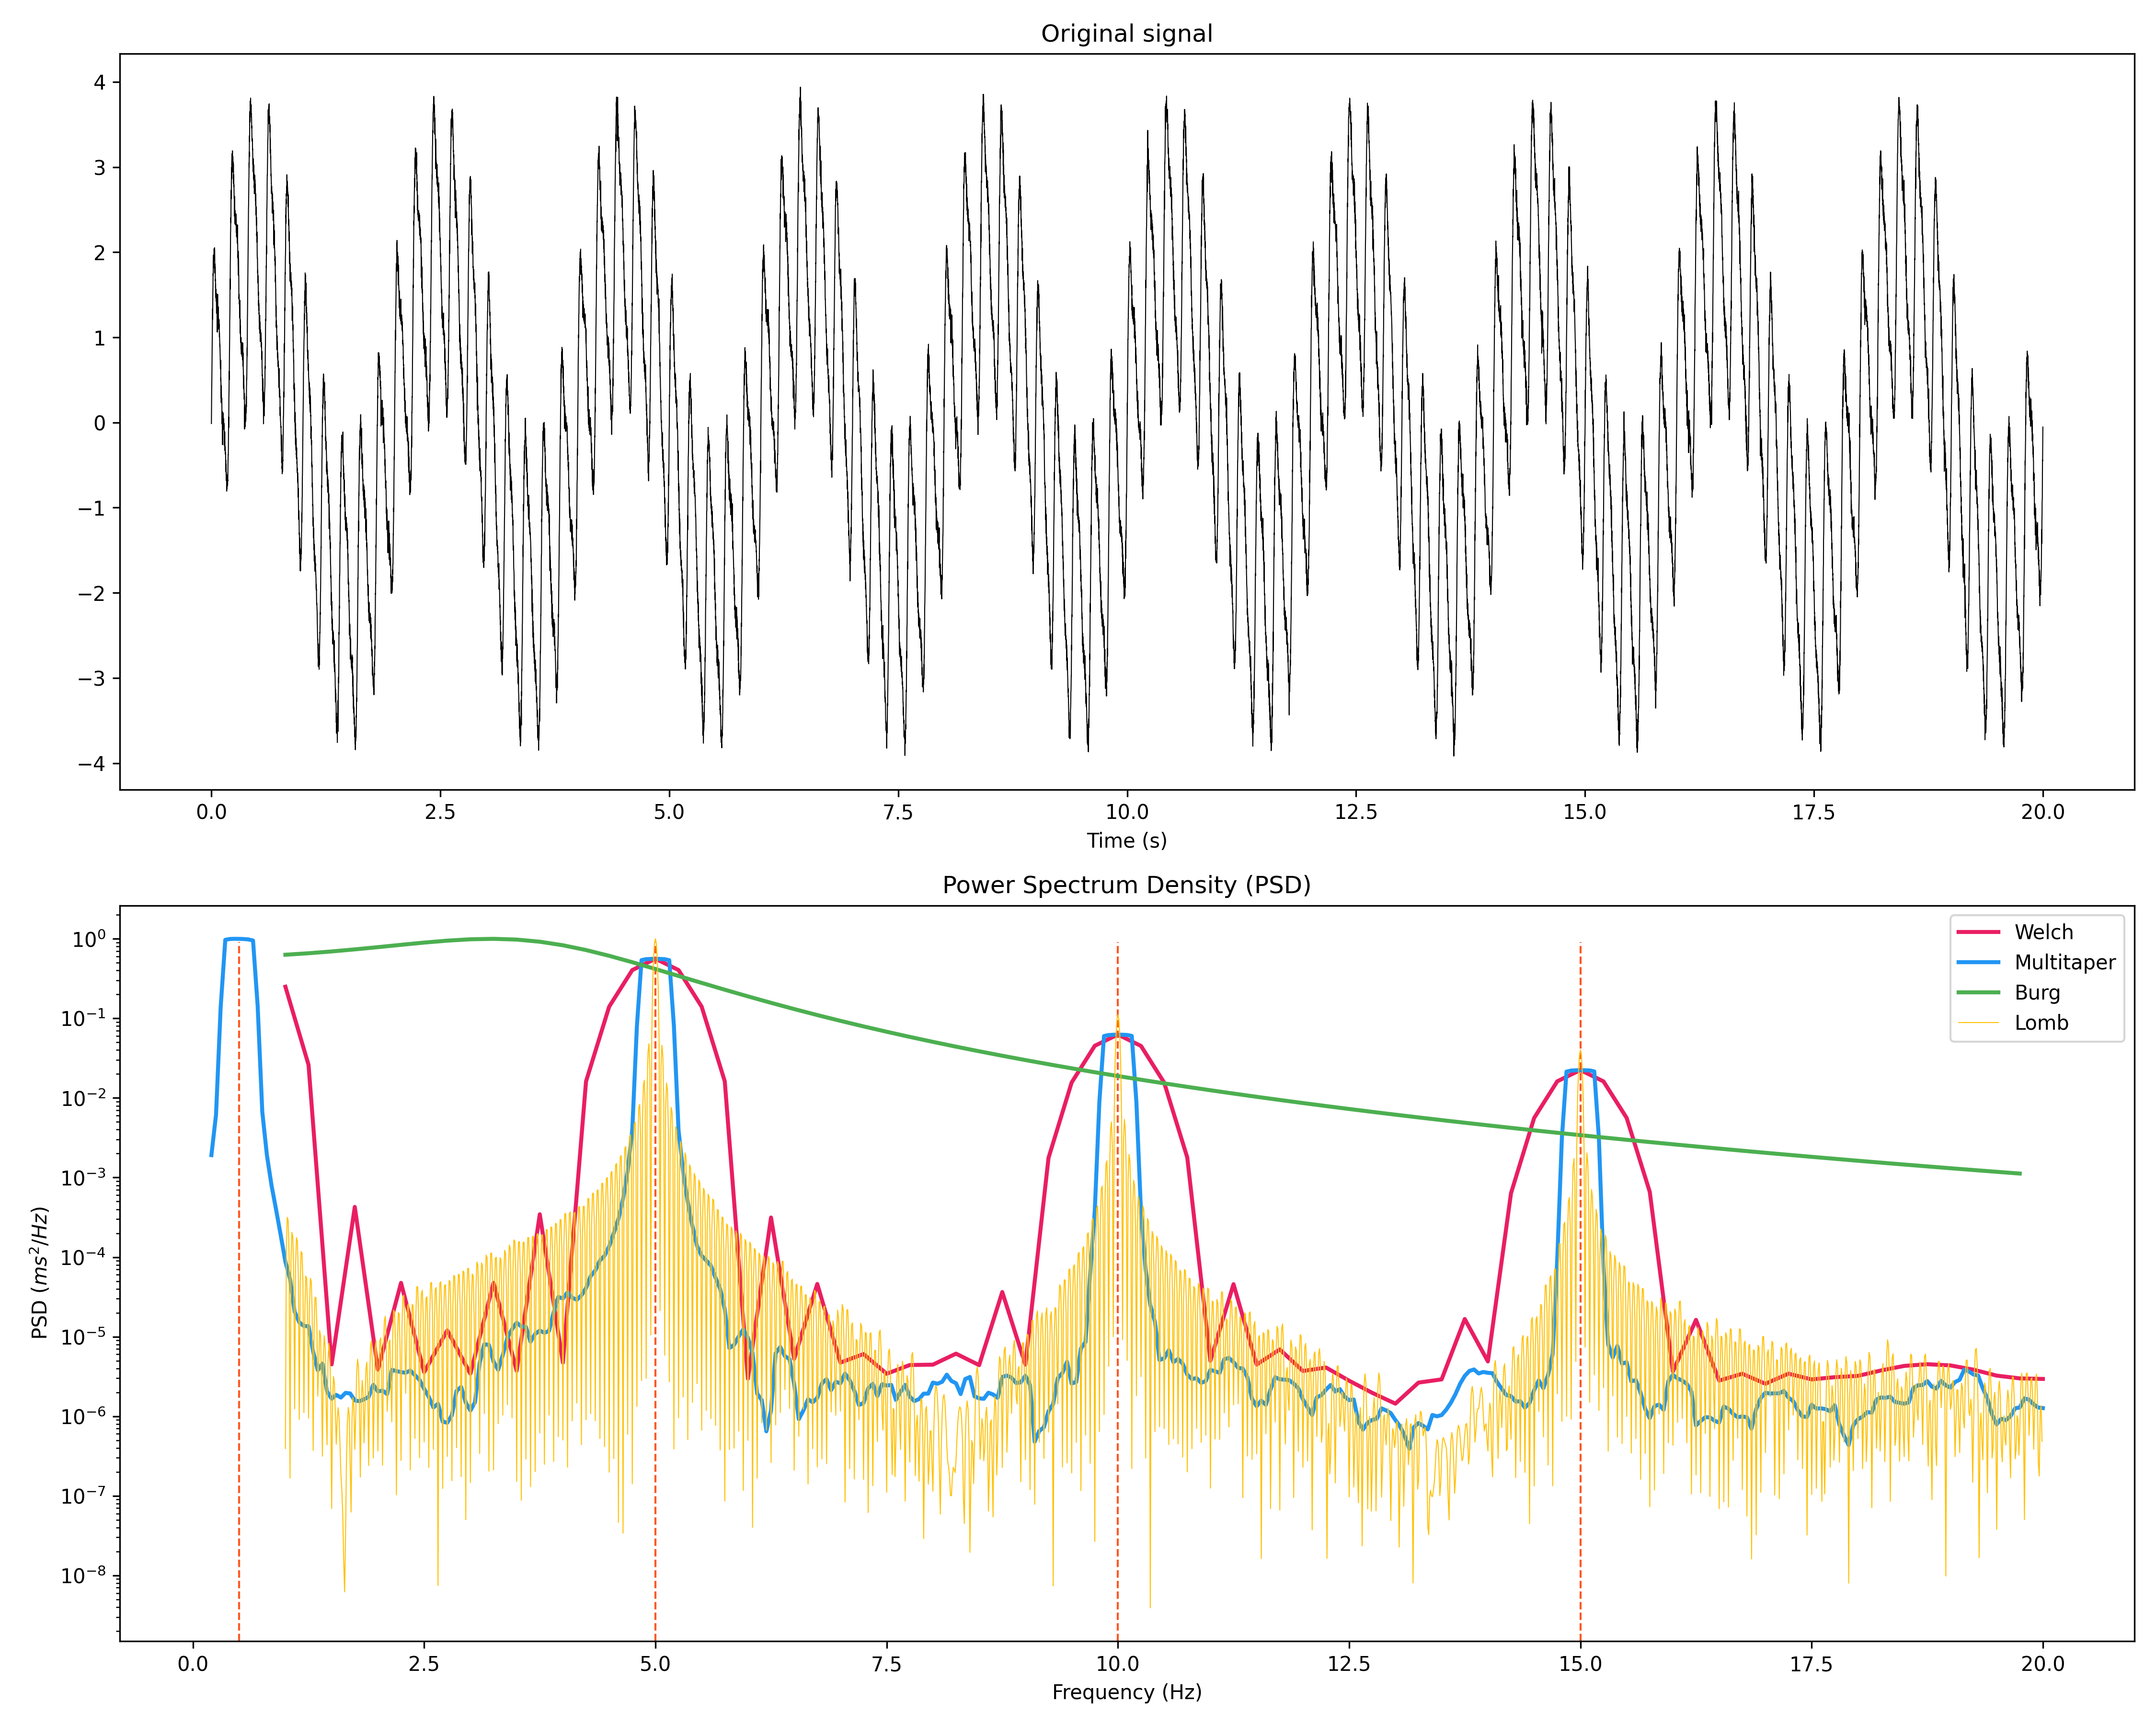 Original signal
4
3
2
1
0
−1
−2
−3
−4
0.0 2.5 5.0 7.5 10.0 12.5 15.0 17.5 20.0
Time (s)
Power Spectrum Density (PSD)
Welch
Multitaper
Burg
Lomb
PSD (ms²/Hz)
10⁰
10⁻¹
10⁻²
10⁻³
10⁻⁴
10⁻⁵
10⁻⁶
10⁻⁷
10⁻⁸
0.0 2.5 5.0 7.5 10.0 12.5 15.0 17.5 20.0
Frequency (Hz)